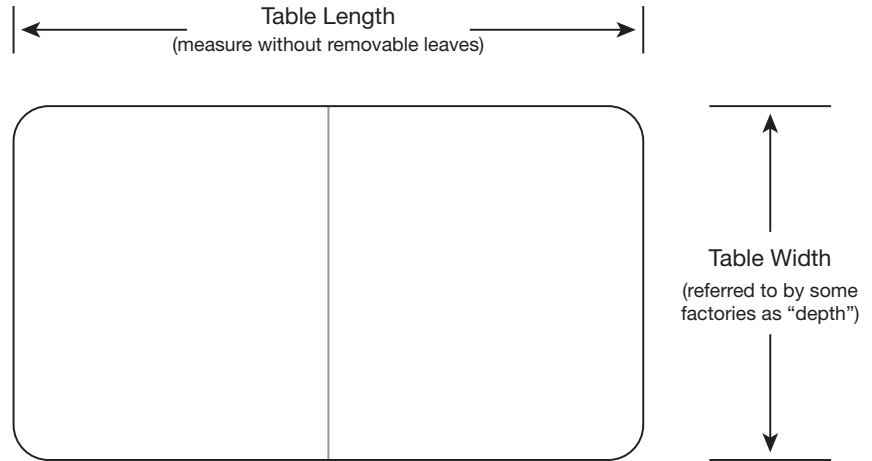 Table Length
(measure without removable leaves)
Table Width
(referred to by some
factories as “depth”)